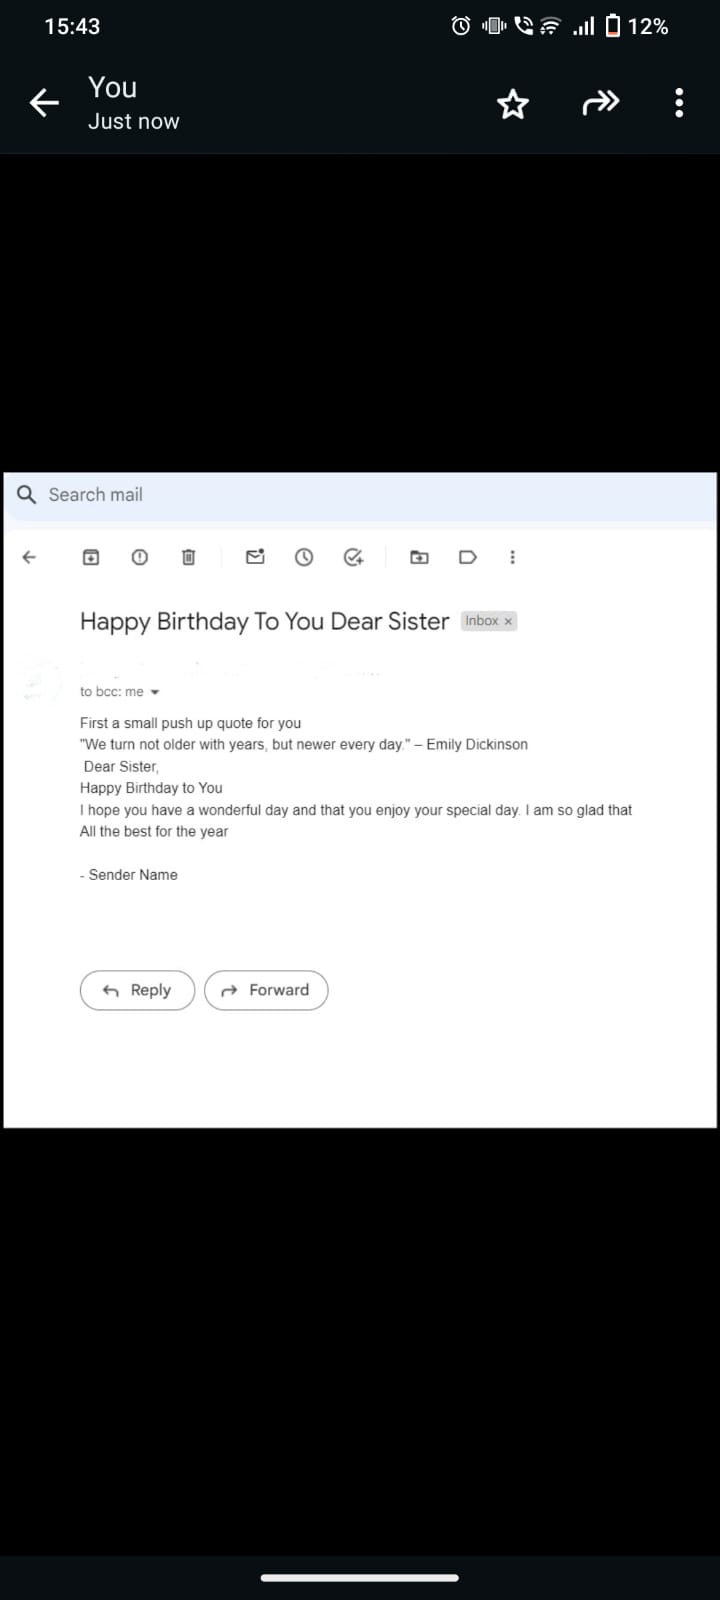 15:43
12%
You
Just now
Search mail
Happy Birthday To You Dear Sister Inbox ×
to bcc: me
First a small push up quote for you
"We turn not older with years, but newer every day." – Emily Dickinson
Dear Sister,
Happy Birthday to You
I hope you have a wonderful day and that you enjoy your special day. I am so glad that
All the best for the year
- Sender Name
Reply Forward